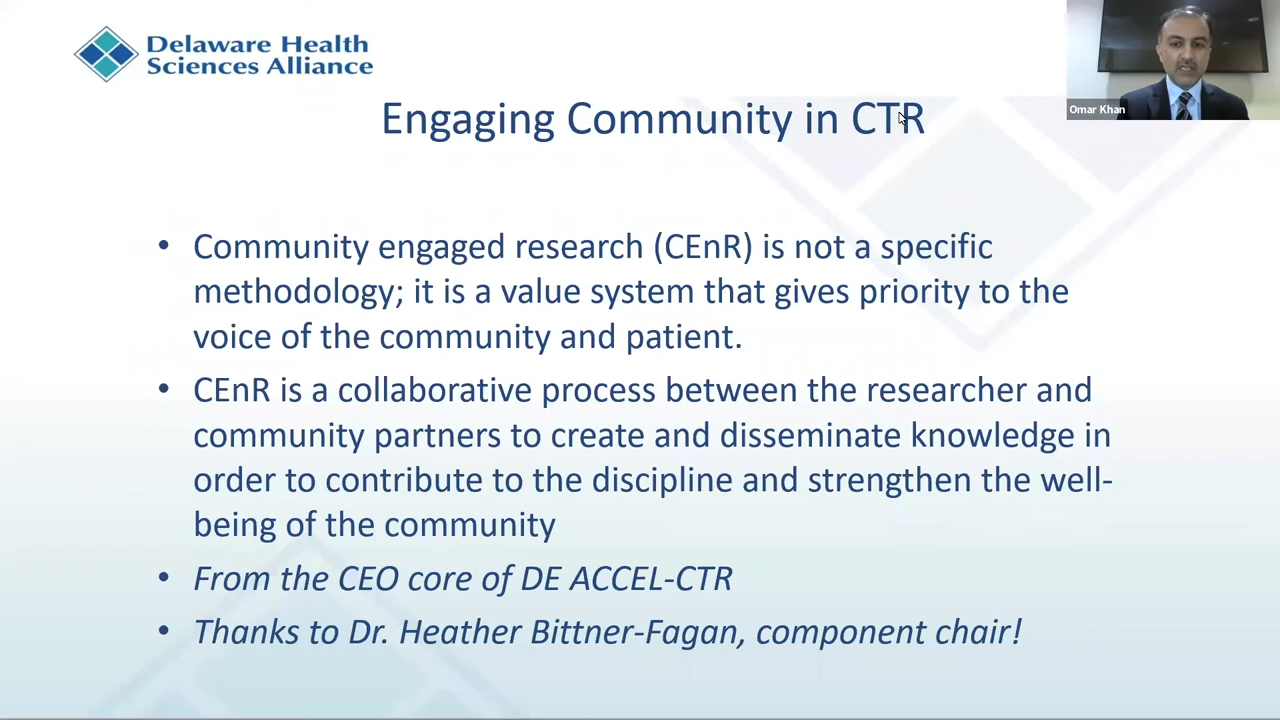 Delaware Health
Sciences Alliance
Omar Khan
Engaging Community in CTR
• Community engaged research (CEnR) is not a specific
methodology; it is a value system that gives priority to the
voice of the community and patient.
• CEnR is a collaborative process between the researcher and
community partners to create and disseminate knowledge in
order to contribute to the discipline and strengthen the well-
being of the community
• From the CEO core of DE ACCEL-CTR
• Thanks to Dr. Heather Bittner-Fagan, component chair!